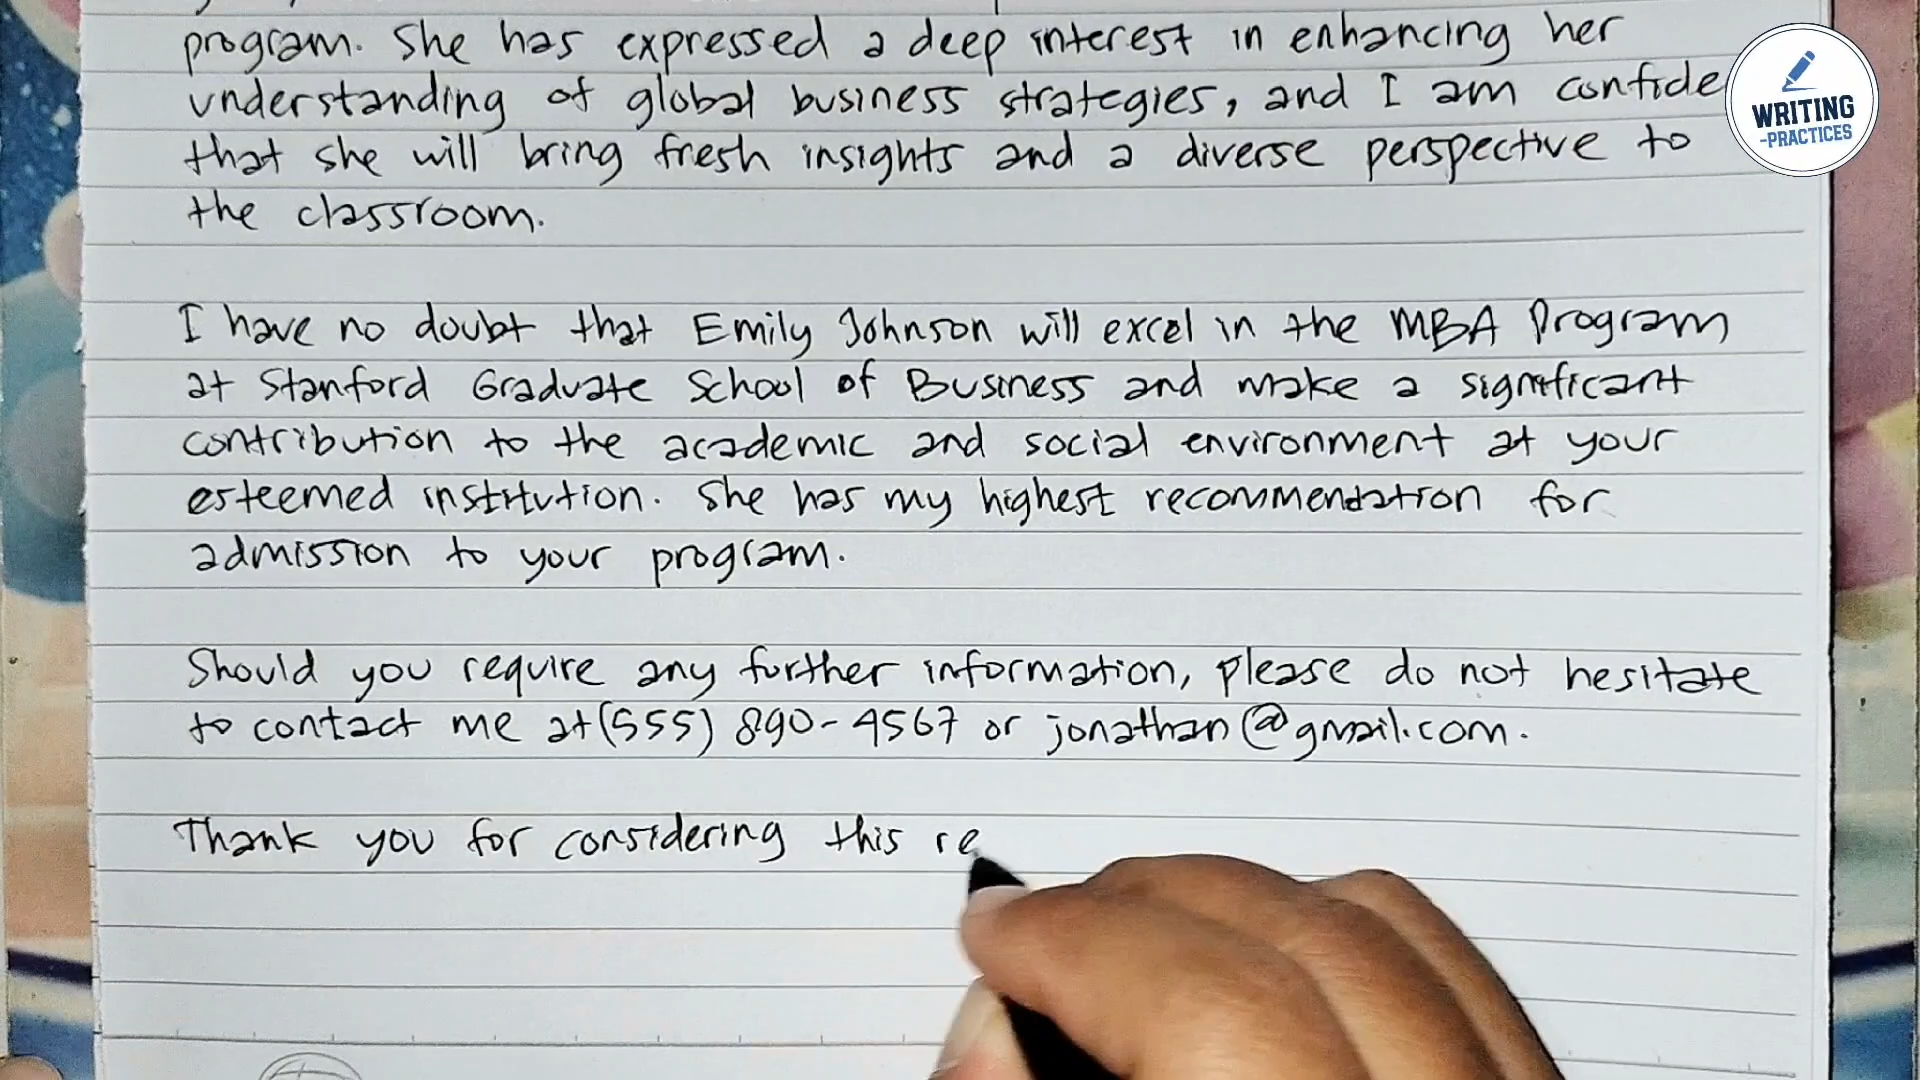 program. She has expressed a deep interest in enhancing her
understanding of global business strategies, and I am confide
that she will bring fresh insights and a diverse perspective to
the classroom.
I have no doubt that Emily Johnson will excel in the MBA Program
at Stanford Graduate School of Business and make a significant
contribution to the academic and social environment at your
esteemed institution. She has my highest recommendation for
admission to your program.
Should you require any further information, please do not hesitate
to contact me at (555) 890-4567 or jonathan@gmail.com.
Thank you for considering this re
WRITING
-PRACTICES